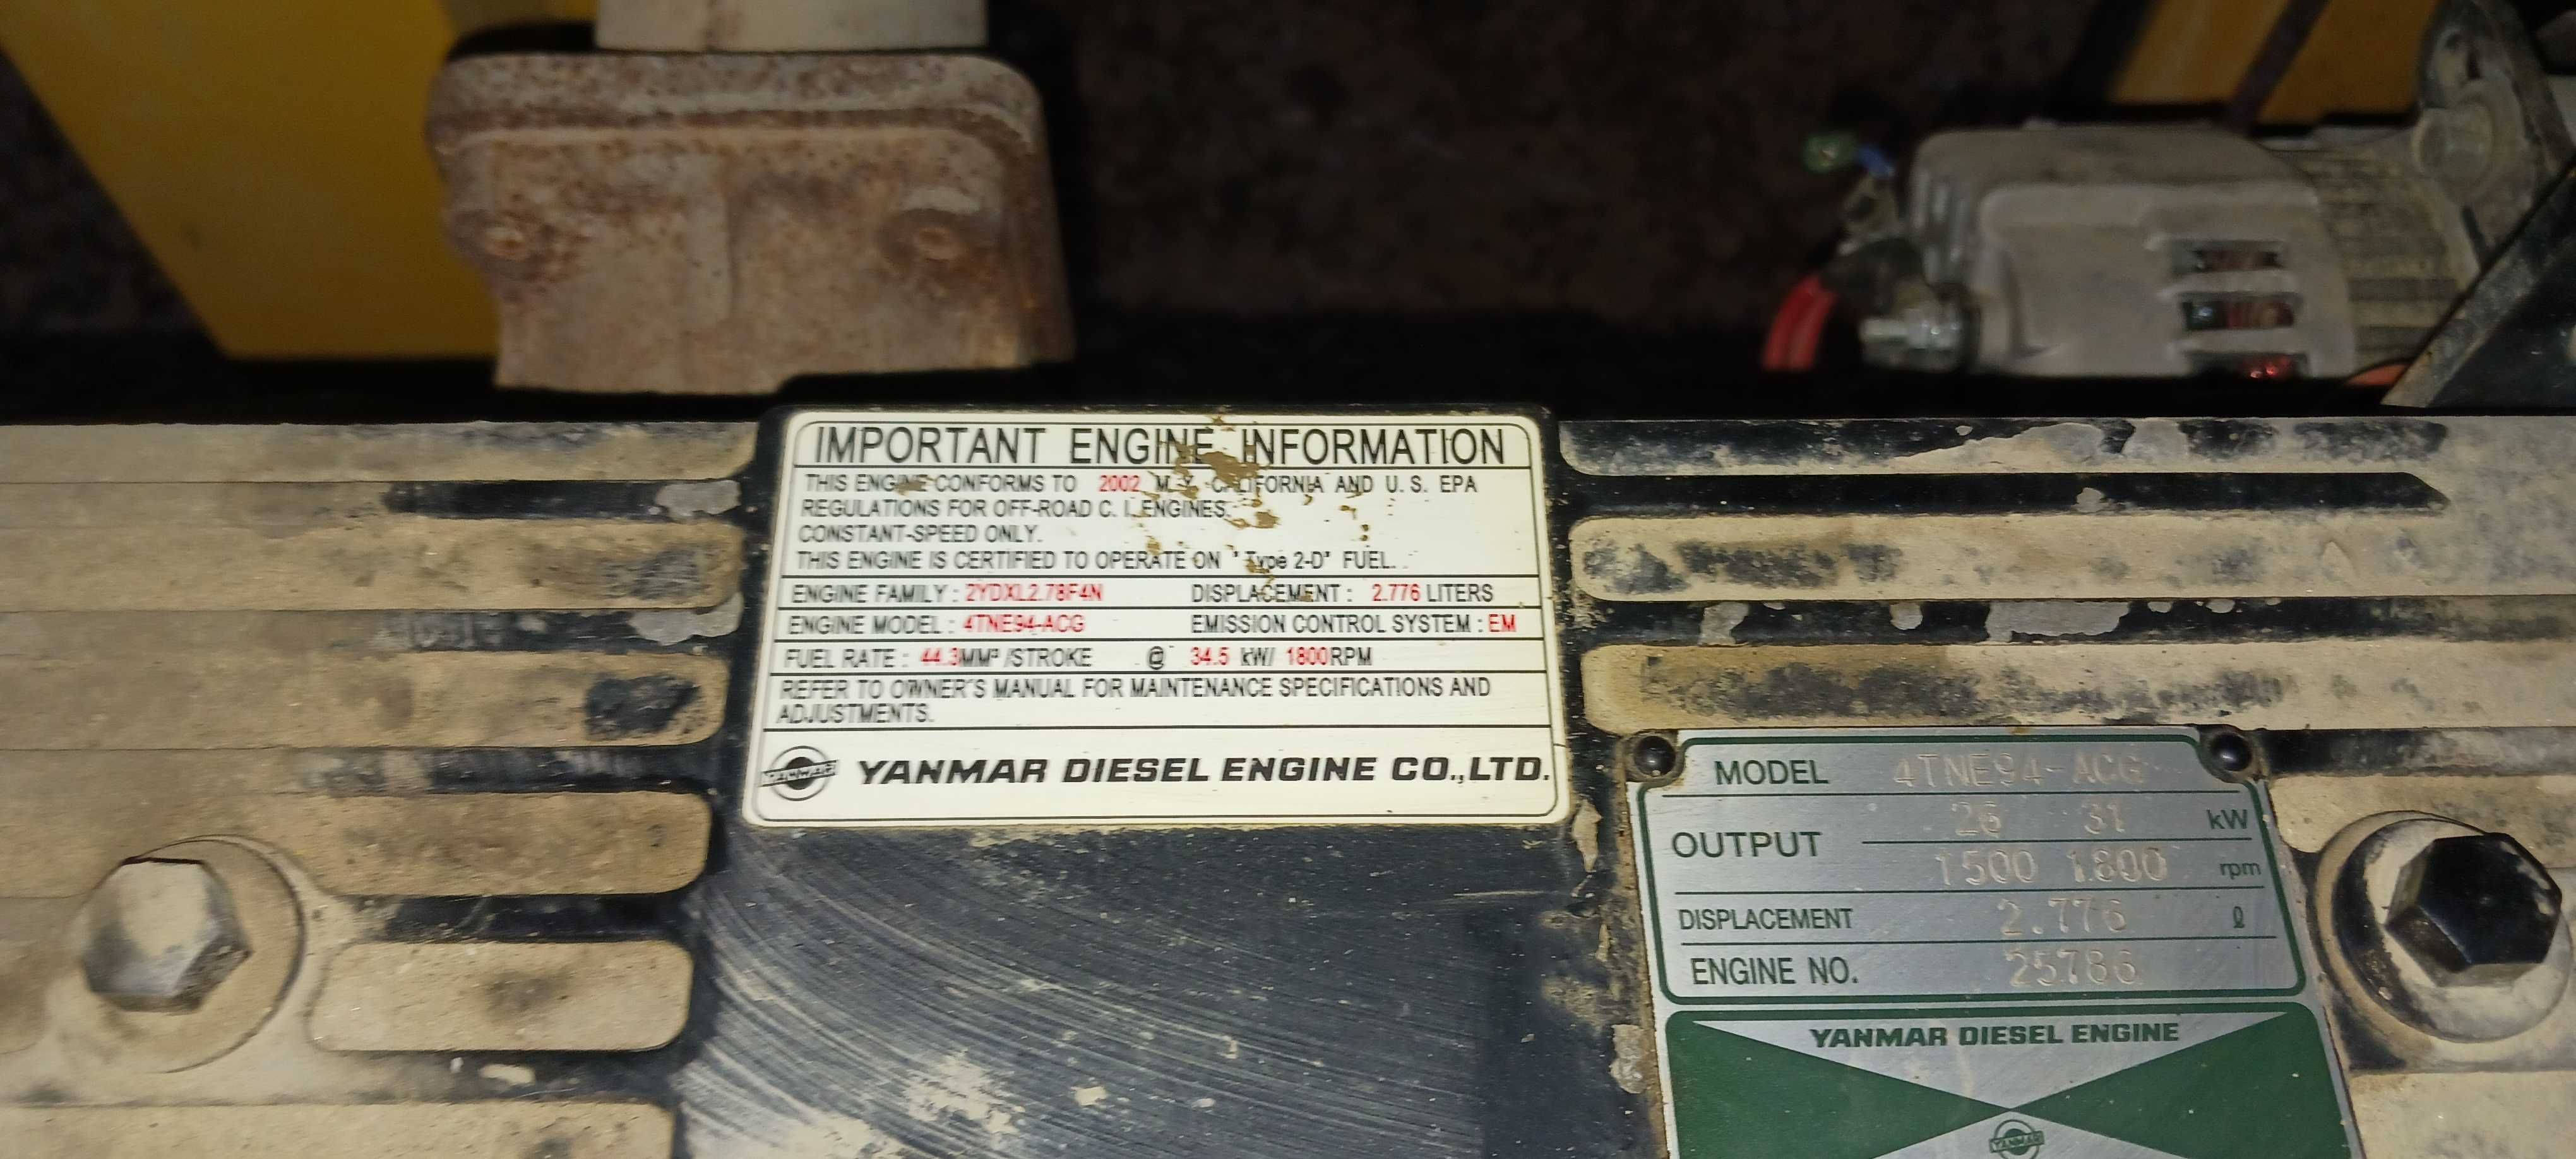 IMPORTANT ENGINE INFORMATION
THIS ENGINE CONFORMS TO 2002 M.Y. CALIFORNIA AND U.S. EPA
REGULATIONS FOR OFF-ROAD C.I. ENGINES.
CONSTANT-SPEED ONLY.
THIS ENGINE IS CERTIFIED TO OPERATE ON "Type 2-D" FUEL.
ENGINE FAMILY : 2YDXL2.78F4N DISPLACEMENT : 2.776 LITERS
ENGINE MODEL : 4TNE94-ACG EMISSION CONTROL SYSTEM : EM
FUEL RATE : 44.3MM³/STROKE @ 34.5 kW/ 1800RPM
REFER TO OWNER'S MANUAL FOR MAINTENANCE SPECIFICATIONS AND
ADJUSTMENTS.
YANMAR YANMAR DIESEL ENGINE CO.,LTD.
MODEL 4TNE94-ACG
OUTPUT 26 31 kW
1500 1800 rpm
DISPLACEMENT 2.776 ℓ
ENGINE NO. 25786
YANMAR DIESEL ENGINE
YANMAR